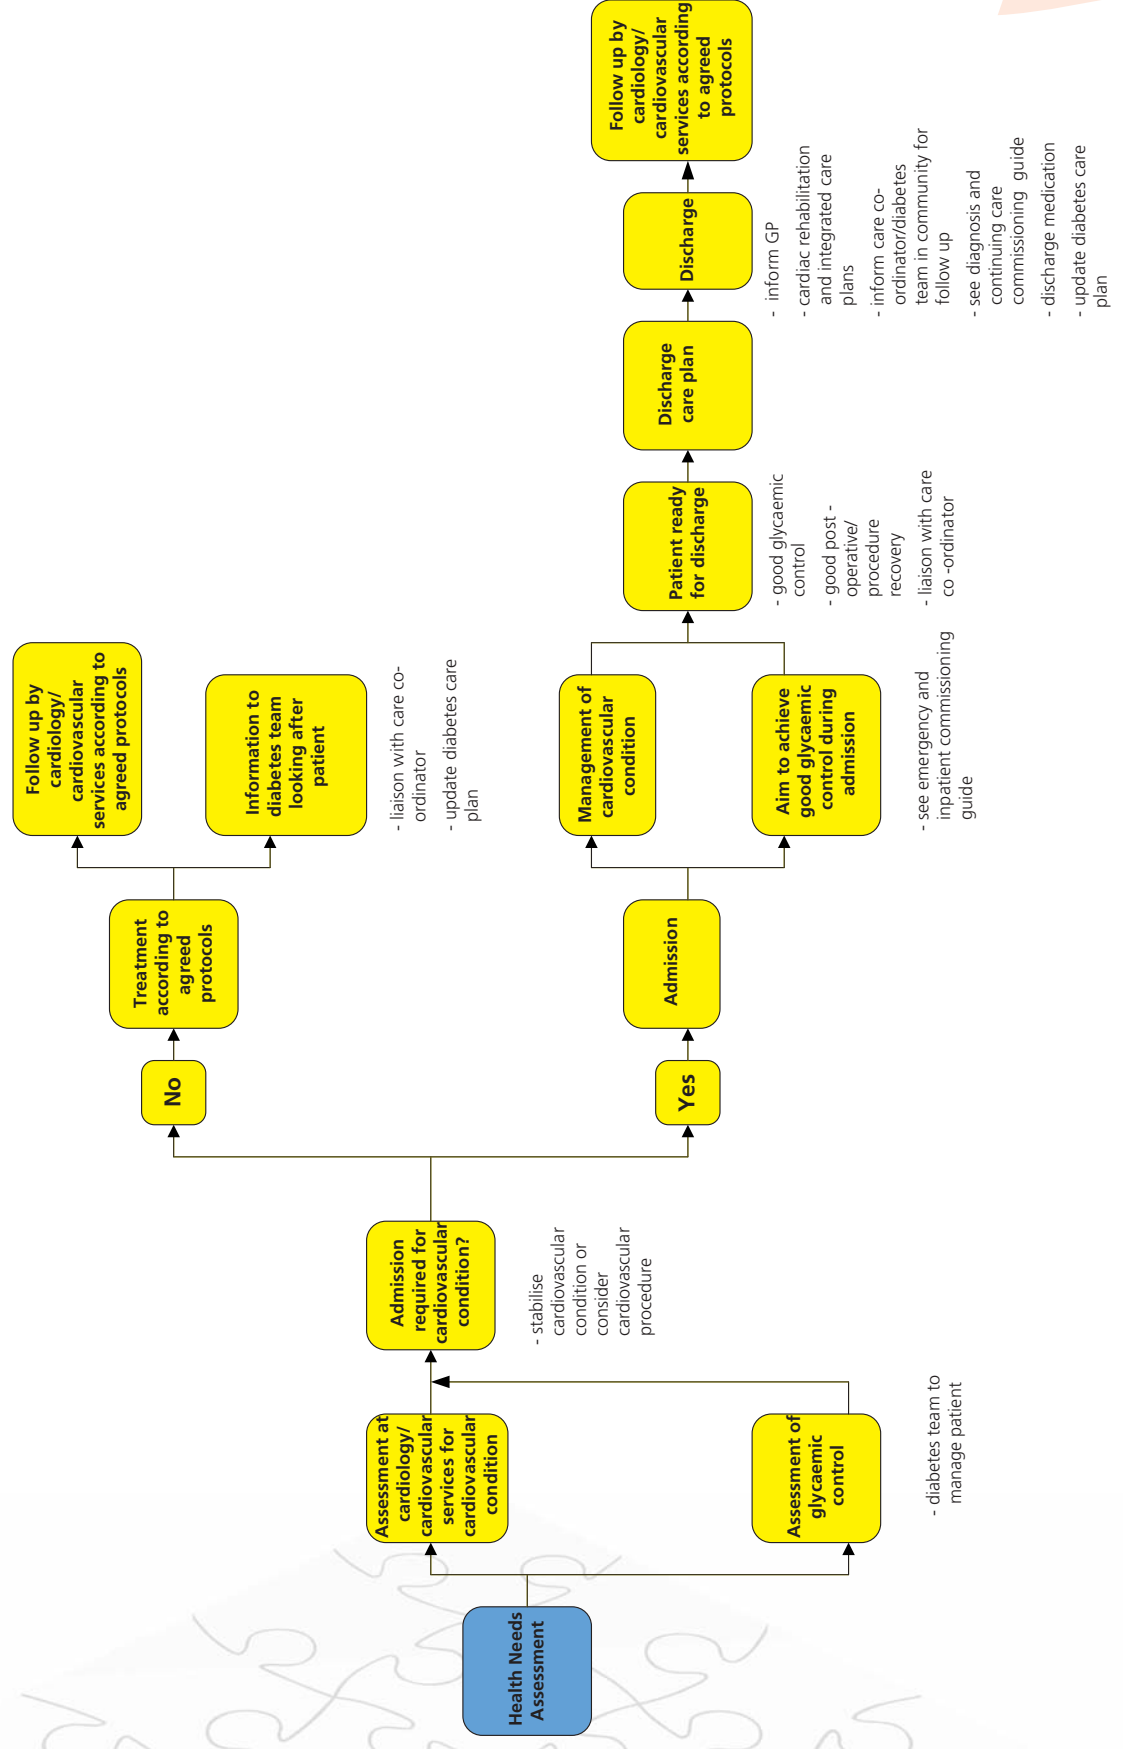 Health Needs
Assessment
Assessment at
cardiology/
cardiovascular
services for
cardiovascular
condition
Assessment of
glycaemic
control
- diabetes team to
manage patient
Admission
required for
cardiovascular
condition?
- stabilise
cardiovascular
condition or
consider
cardiovascular
procedure
No
Treatment
according to
agreed
protocols
Follow up by
cardiology/
cardiovascular
services according to
agreed protocols
Information to
diabetes team
looking after
patient
- liaison with care co-
ordinator
- update diabetes care
plan
Yes
Admission
Management of
cardiovascular
condition
Aim to achieve
good glycaemic
control during
admission
- see emergency and
inpatient commissioning
guide
Patient ready
for discharge
- good glycaemic
control
- good post -
operative/
procedure
recovery
- liaison with care
co -ordinator
Discharge
care plan
Discharge
- inform GP
- cardiac rehabilitation
and integrated care
plans
- inform care co-
ordinator/diabetes
team in community for
follow up
- see diagnosis and
continuing care
commissioning guide
- discharge medication
- update diabetes care
plan
Follow up by
cardiology/
cardiovascular
services according
to agreed
protocols